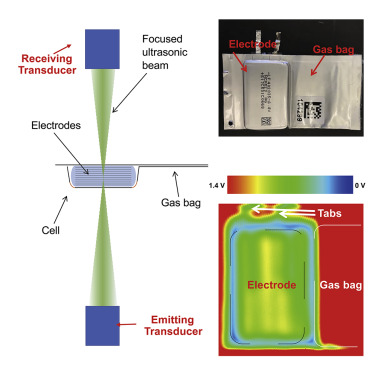 Receiving
Transducer
Focused
ultrasonic
beam
Electrodes
Gas bag
Cell
Emitting
Transducer
Electrode
Gas bag
1.4 V
0 V
Tabs
Electrode
Gas bag